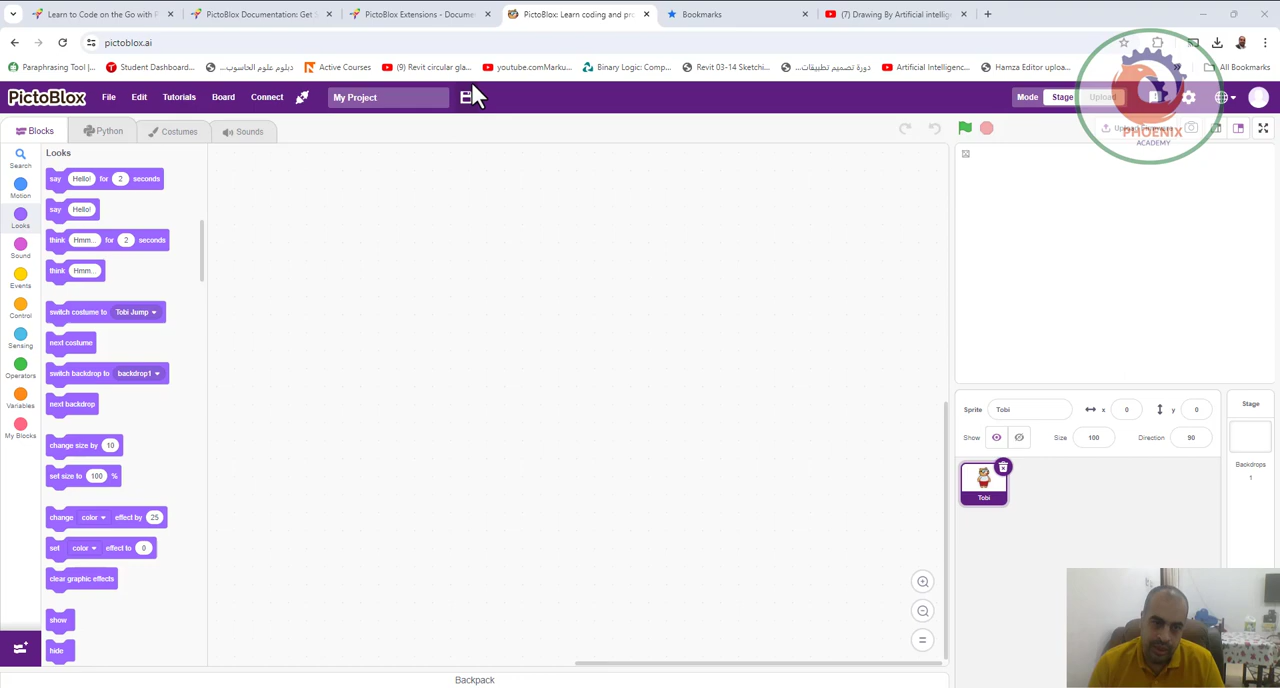 Learn to Code on the Go with P
PictoBlox Documentation: Get S
PictoBlox Extensions - Docume
PictoBlox: Learn coding and pr
Bookmarks
(7) Drawing By Artificial intellig
pictoblox.ai
Paraphrasing Tool |...
Student Dashboard...
دبلوم علوم الحاسوب...
Active Courses
(9) Revit circular glas...
youtube.comMarku...
Binary Logic: Comp...
Revit 03-14 Sketchi...
دورة تصميم تطبيقات...
Artificial Intelligenc...
Hamza Editor uploa...
All Bookmarks
PictoBlox
File
Edit
Tutorials
Board
Connect
My Project
Mode
Stage
Upload
PHOENIX
ACADEMY
Blocks
Python
Costumes
Sounds
Search
Motion
Looks
Sound
Events
Control
Sensing
Operators
Variables
My Blocks
Looks
say Hello! for 2 seconds
say Hello!
think Hmm... for 2 seconds
think Hmm...
switch costume to Tobi Jump
next costume
switch backdrop to backdrop1
next backdrop
change size by 10
set size to 100 %
change color effect by 25
set color effect to 0
clear graphic effects
show
hide
Backpack
Sprite Tobi x 0 y 0
Show Size 100 Direction 90
Tobi
Stage
Backdrops
1